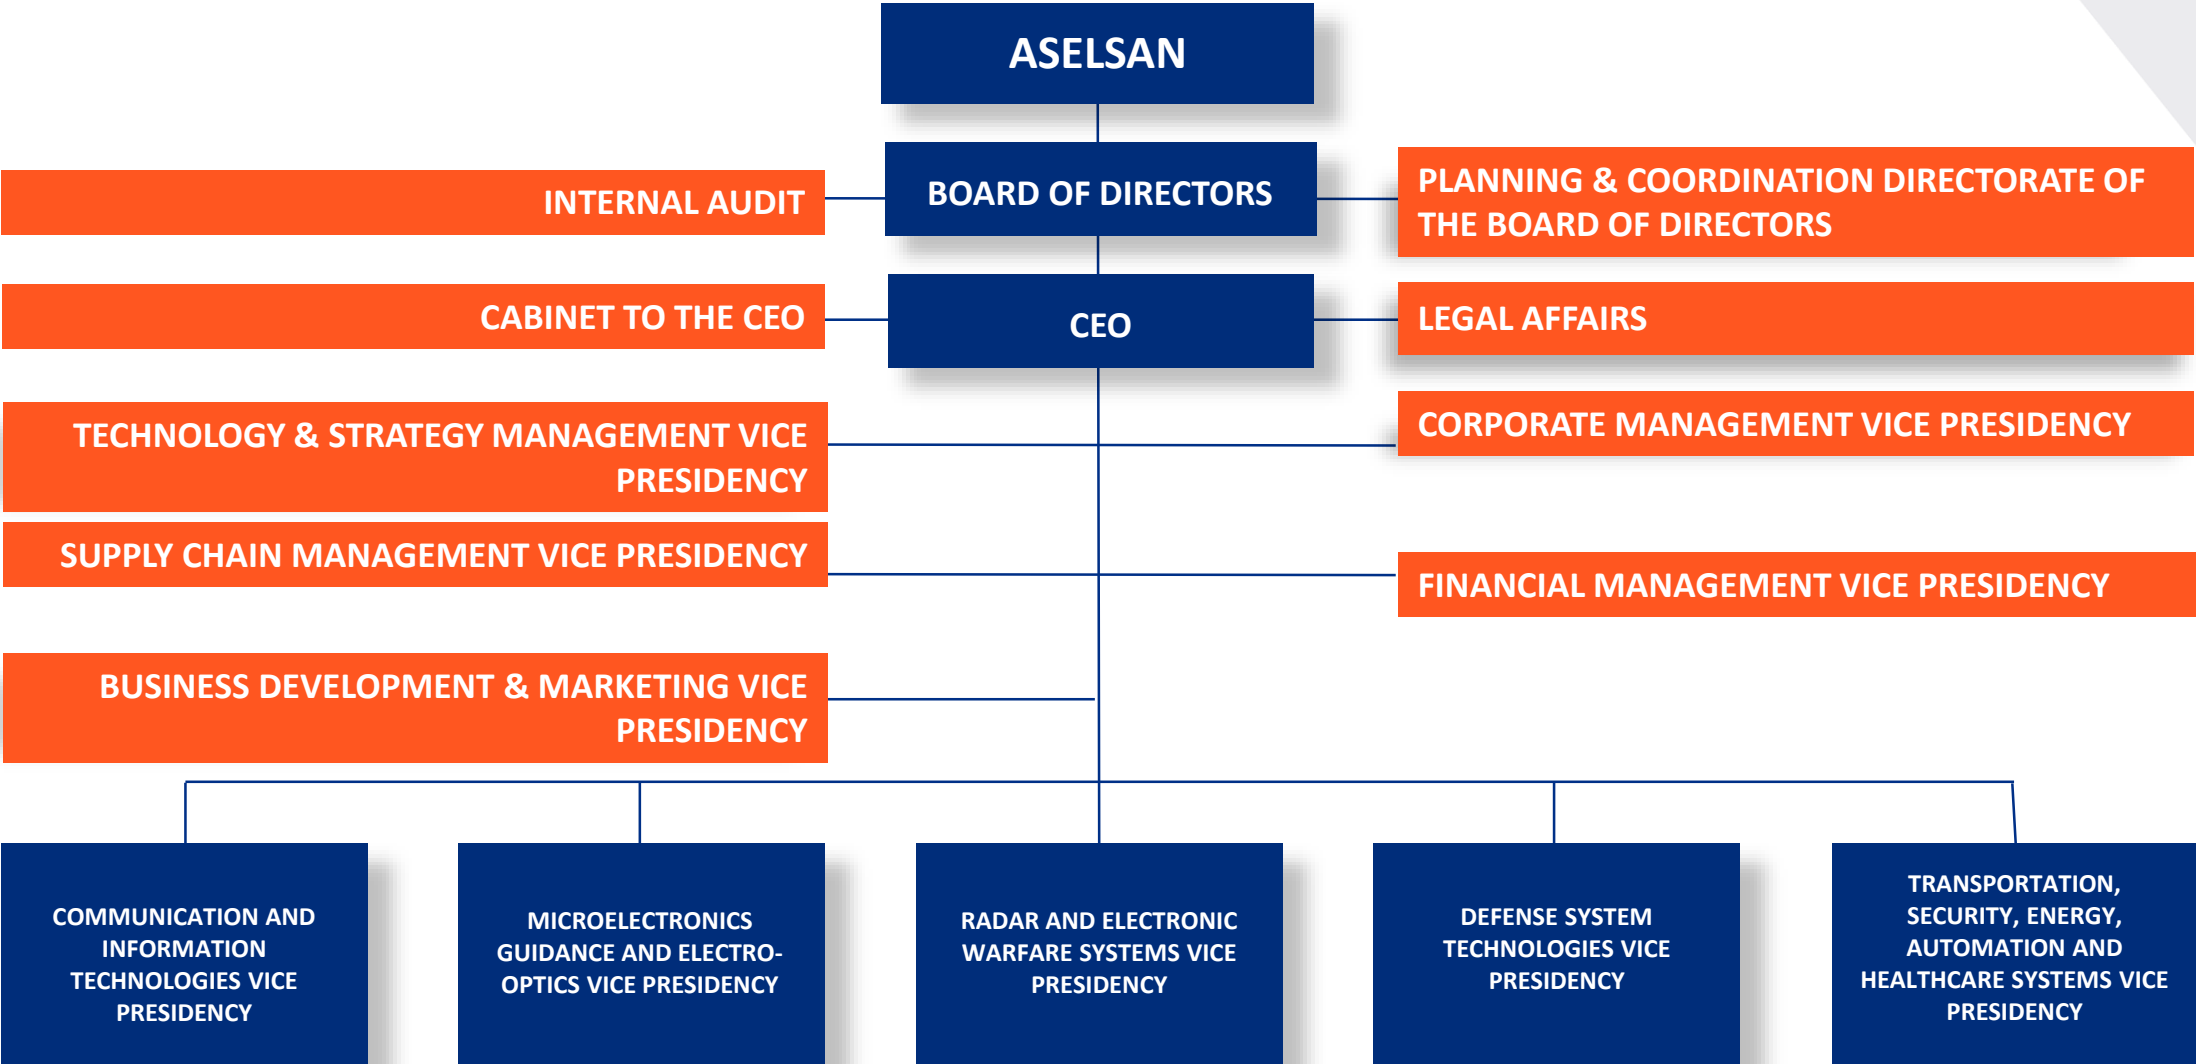 ASELSAN
BOARD OF DIRECTORS
INTERNAL AUDIT
PLANNING & COORDINATION DIRECTORATE OF
THE BOARD OF DIRECTORS
CEO
CABINET TO THE CEO
LEGAL AFFAIRS
TECHNOLOGY & STRATEGY MANAGEMENT VICE
PRESIDENCY
CORPORATE MANAGEMENT VICE PRESIDENCY
SUPPLY CHAIN MANAGEMENT VICE PRESIDENCY
FINANCIAL MANAGEMENT VICE PRESIDENCY
BUSINESS DEVELOPMENT & MARKETING VICE
PRESIDENCY
COMMUNICATION AND
INFORMATION
TECHNOLOGIES VICE
PRESIDENCY
MICROELECTRONICS
GUIDANCE AND ELECTRO-
OPTICS VICE PRESIDENCY
RADAR AND ELECTRONIC
WARFARE SYSTEMS VICE
PRESIDENCY
DEFENSE SYSTEM
TECHNOLOGIES VICE
PRESIDENCY
TRANSPORTATION,
SECURITY, ENERGY,
AUTOMATION AND
HEALTHCARE SYSTEMS VICE
PRESIDENCY